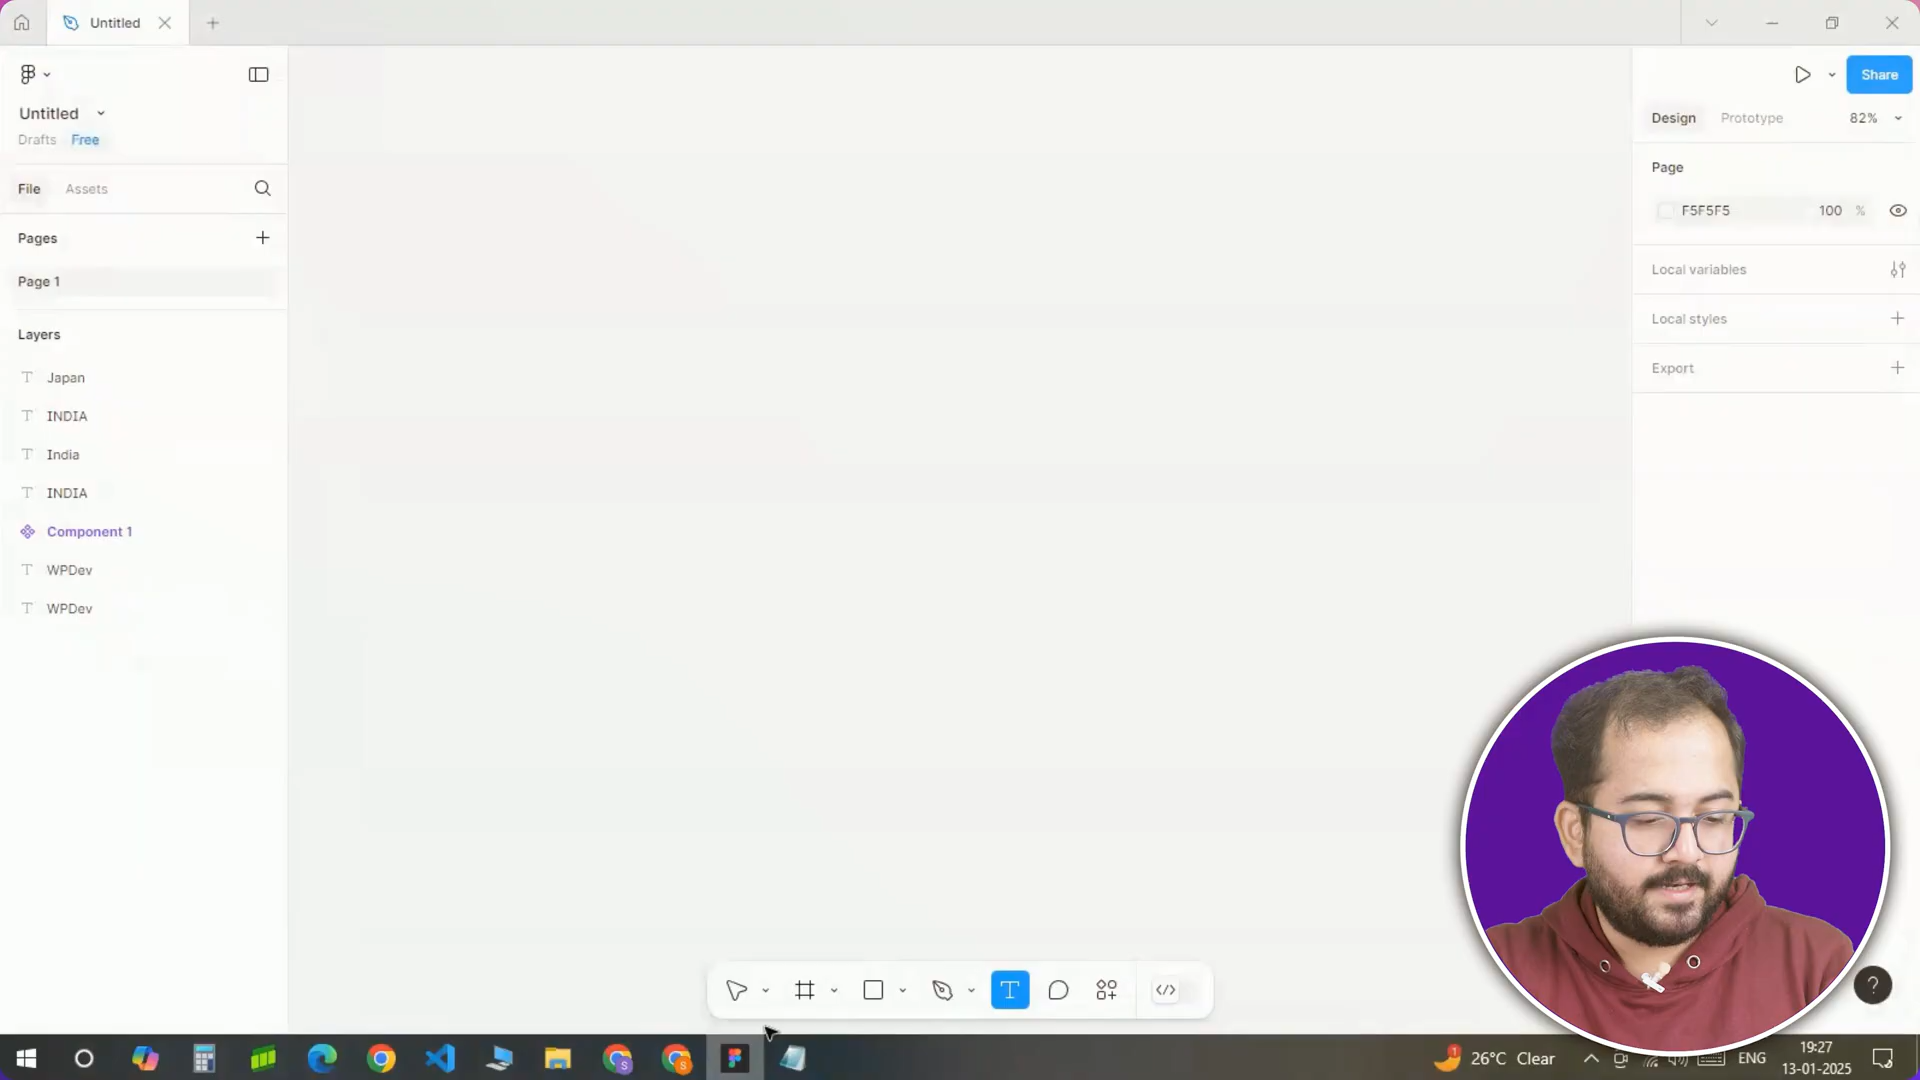 Untitled
Share
Untitled
Drafts Free
Design Prototype 82%
Page
File Assets
F5F5F5 100 %
Pages
Local variables
Page 1
Local styles
Layers
Export
Japan
INDIA
India
INDIA
Component 1
WPDev
WPDev
?
26°C Clear
ENG
19:27
13-01-2025